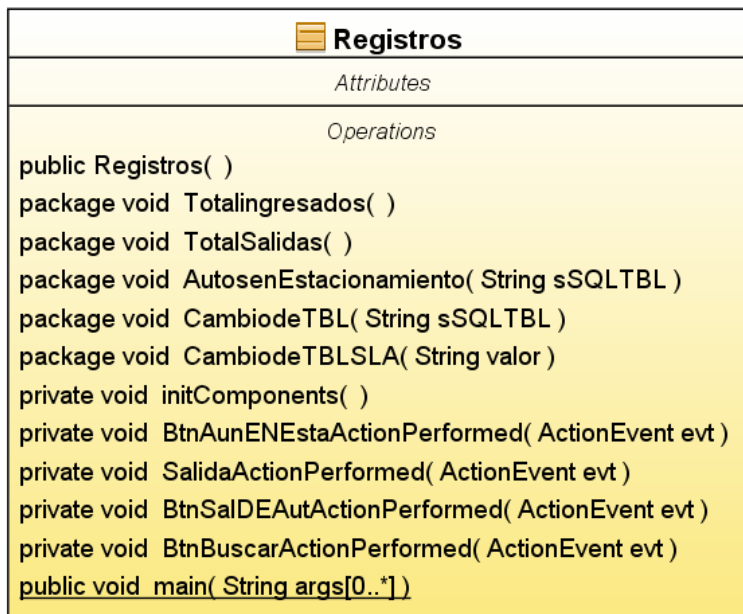 Registros
Attributes
Operations
public Registros( )
package void Totalingresados( )
package void TotalSalidas( )
package void AutosenEstacionamiento( String sSQLTBL )
package void CambiodeTBL( String sSQLTBL )
package void CambiodeTBLSLA( String valor )
private void initComponents( )
private void BtnAunENEstaActionPerformed( ActionEvent evt )
private void SalidaActionPerformed( ActionEvent evt )
private void BtnSalDEAutActionPerformed( ActionEvent evt )
private void BtnBuscarActionPerformed( ActionEvent evt )
public void main( String args[0..*] )